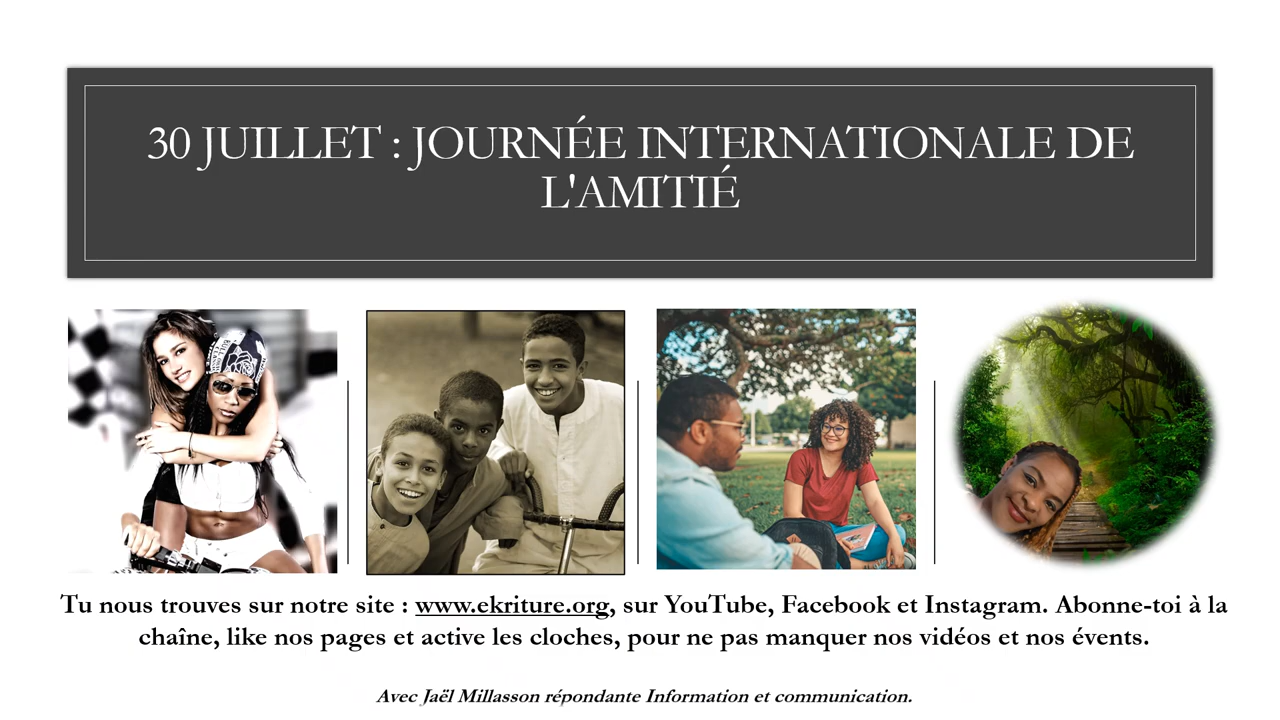 30 JUILLET : JOURNÉE INTERNATIONALE DE
L'AMITIÉ
Tu nous trouves sur notre site : www.ekriture.org, sur YouTube, Facebook et Instagram. Abonne-toi à la
chaîne, like nos pages et active les cloches, pour ne pas manquer nos vidéos et nos évents.
Avec Jaël Millasson répondante Information et communication.